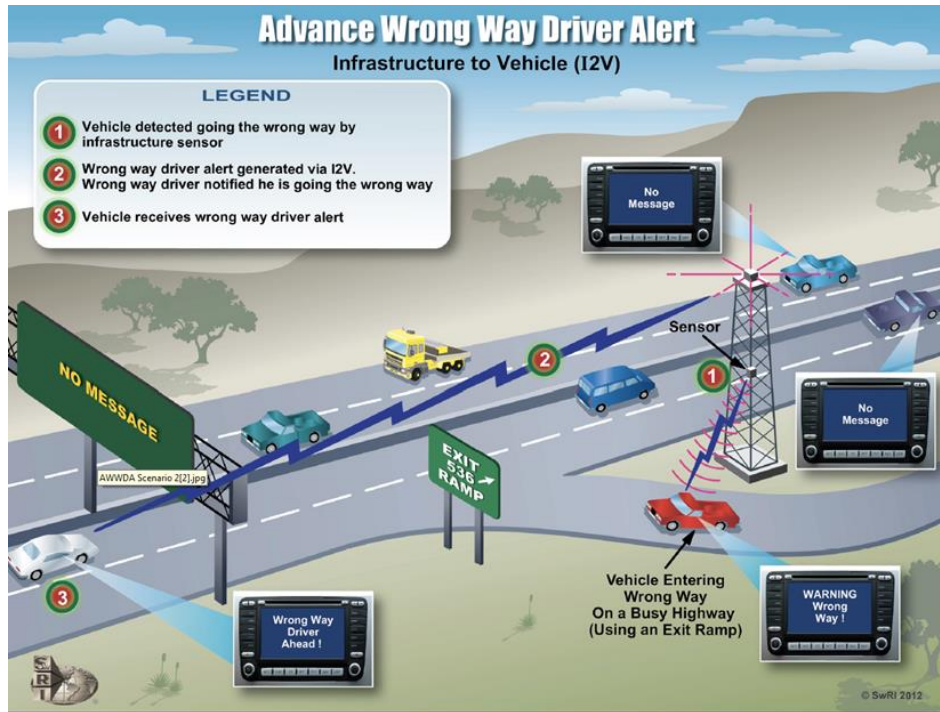 Advance Wrong Way Driver Alert
Infrastructure to Vehicle (I2V)
LEGEND
1
Vehicle detected going the wrong way by
infrastructure sensor
2
Wrong way driver alert generated via I2V.
Wrong way driver notified he is going the wrong way
3
Vehicle receives wrong way driver alert
No
Message
Sensor
2
1
NO MESSAGE
No
Message
EXIT
536
RAMP
AWWDA Scenario 2[2].jpg
3
Wrong Way
Driver
Ahead !
Vehicle Entering
Wrong Way
On a Busy Highway
(Using an Exit Ramp)
WARNING
Wrong
Way !
SwRI
© SwRI 2012